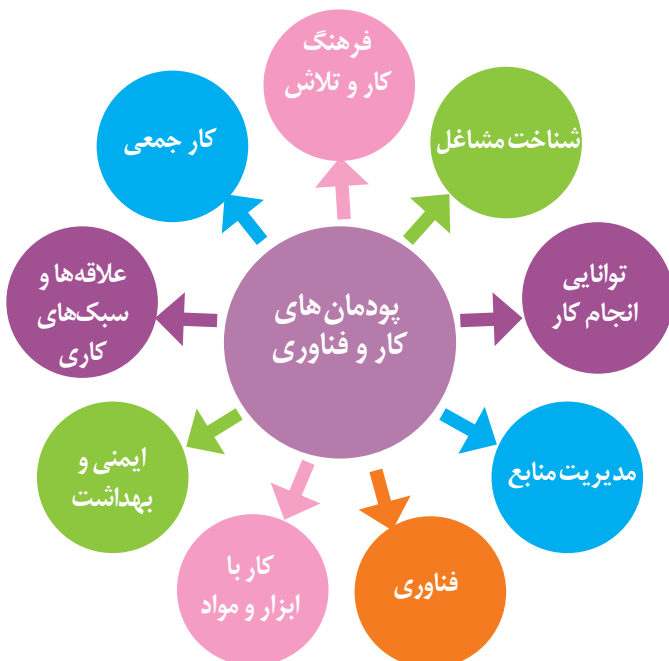 فرهنگ
کار و تلاش
شناخت مشاغل
کار جمعی
توانایی
انجام کار
علاقه‌ها و
سبک‌های
کاری
پودمان‌های
کار و فناوری
مدیریت منابع
ایمنی و
بهداشت
فناوری
کار با
ابزار و مواد